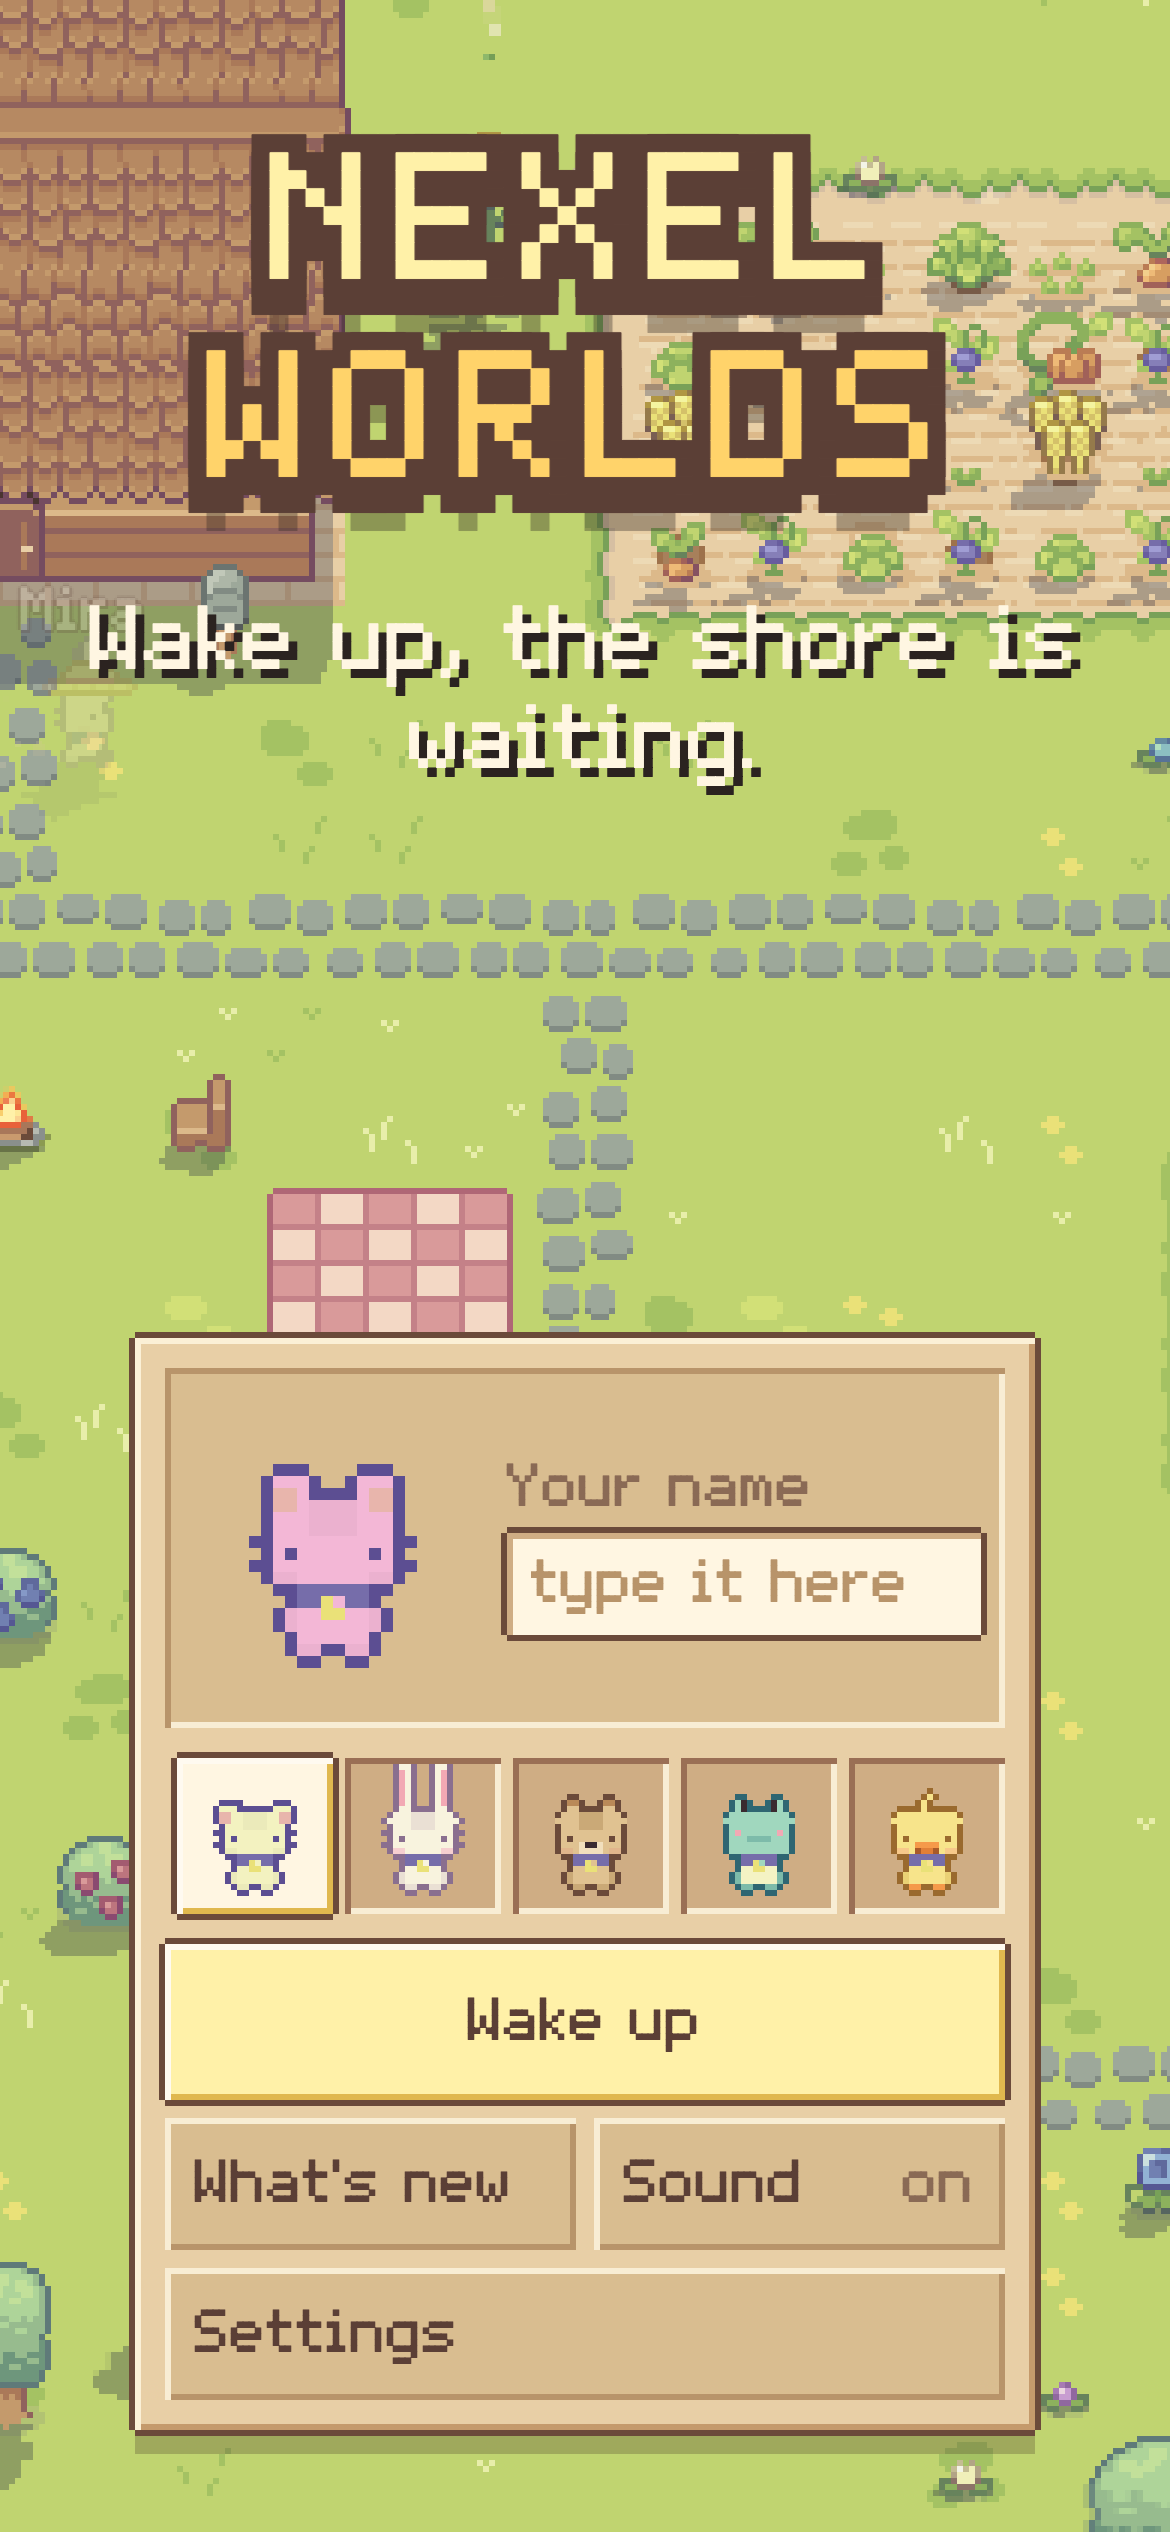 NEXEL
WORLDS
Mira
Wake up, the shore is
waiting.
Your name
type it here
Wake up
What's new
Sound on
Settings